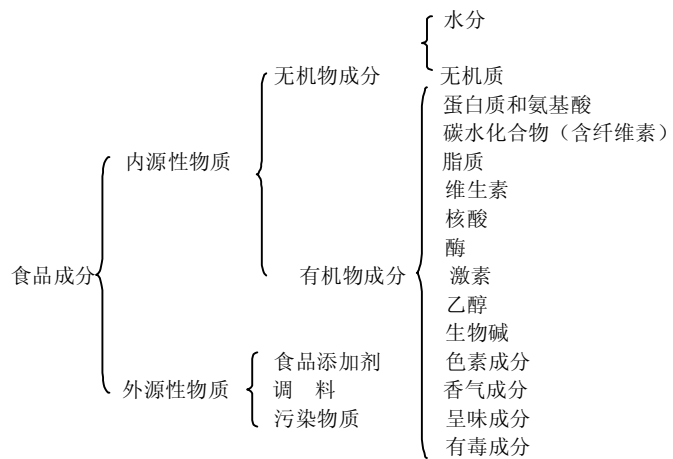 水分
无机物成分
无机质
蛋白质和氨基酸
碳水化合物（含纤维素）
内源性物质
脂质
维生素
核酸
酶
食品成分
有机物成分
激素
乙醇
生物碱
食品添加剂
色素成分
外源性物质
调 料
香气成分
污染物质
呈味成分
有毒成分